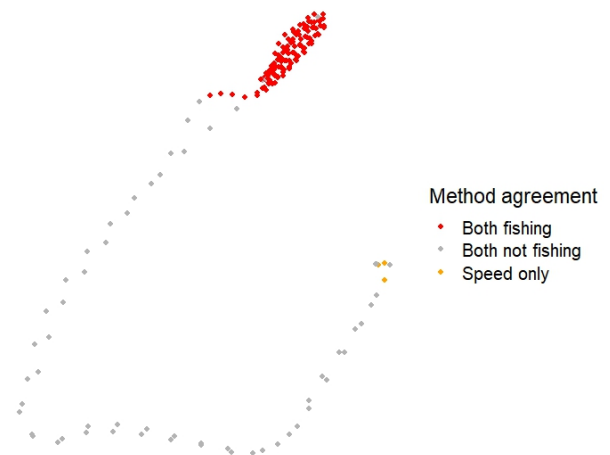 Method agreement
Both fishing
Both not fishing
Speed only